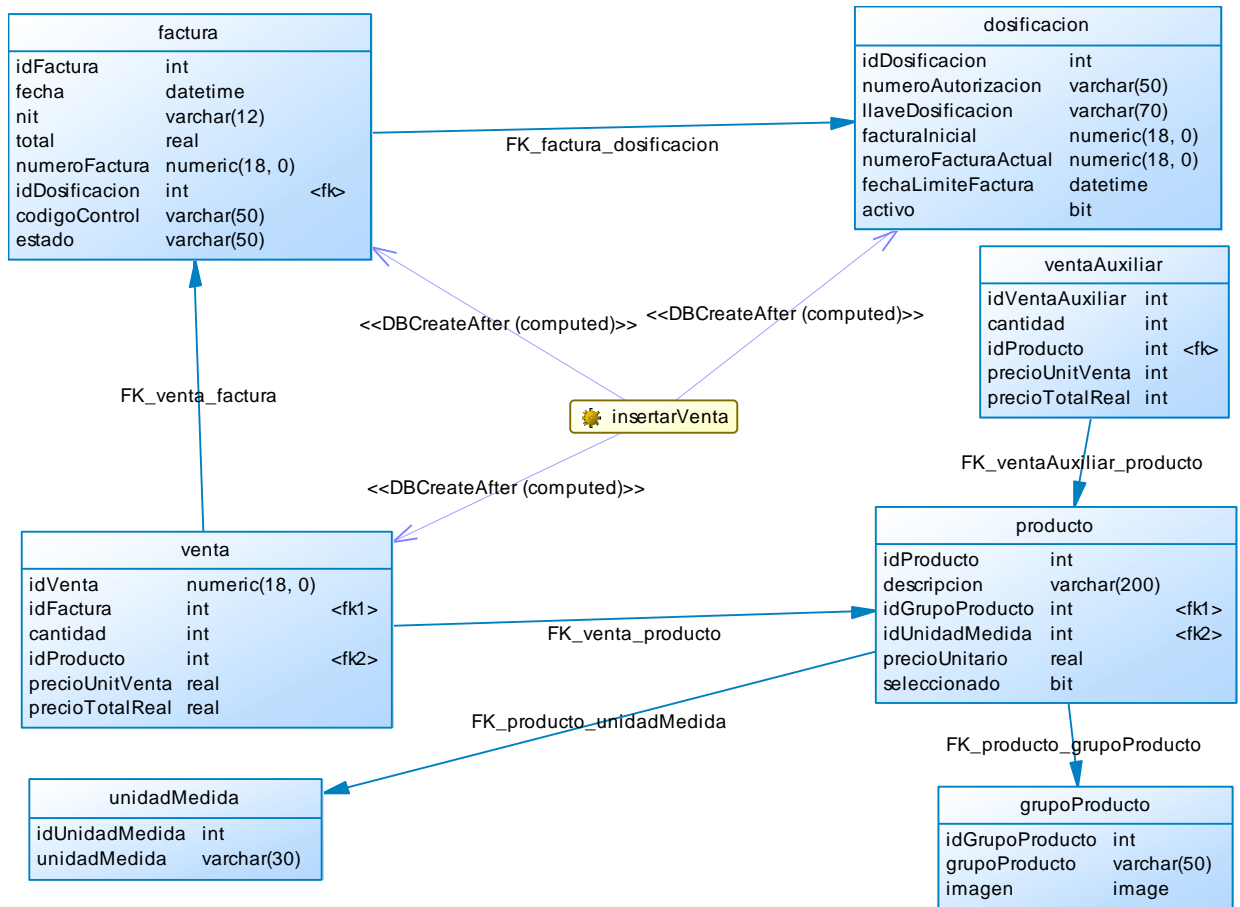 factura
idFactura int
fecha datetime
nit varchar(12)
total real
numeroFactura numeric(18, 0)
idDosificacion int <fk>
codigoControl varchar(50)
estado varchar(50)
FK_factura_dosificacion
dosificacion
idDosificacion int
numeroAutorizacion varchar(50)
llaveDosificacion varchar(70)
facturaInicial numeric(18, 0)
numeroFacturaActual numeric(18, 0)
fechaLimiteFactura datetime
activo bit
ventaAuxiliar
idVentaAuxiliar int
cantidad int
idProducto int <fk>
precioUnitVenta int
precioTotalReal int
<<DBCreateAfter (computed)>>
<<DBCreateAfter (computed)>>
FK_venta_factura
insertarVenta
<<DBCreateAfter (computed)>>
FK_ventaAuxiliar_producto
venta
idVenta numeric(18, 0)
idFactura int <fk1>
cantidad int
idProducto int <fk2>
precioUnitVenta real
precioTotalReal real
FK_venta_producto
producto
idProducto int
descripcion varchar(200)
idGrupoProducto int <fk1>
idUnidadMedida int <fk2>
precioUnitario real
seleccionado bit
FK_producto_unidadMedida
FK_producto_grupoProducto
unidadMedida
idUnidadMedida int
unidadMedida varchar(30)
grupoProducto
idGrupoProducto int
grupoProducto varchar(50)
imagen image